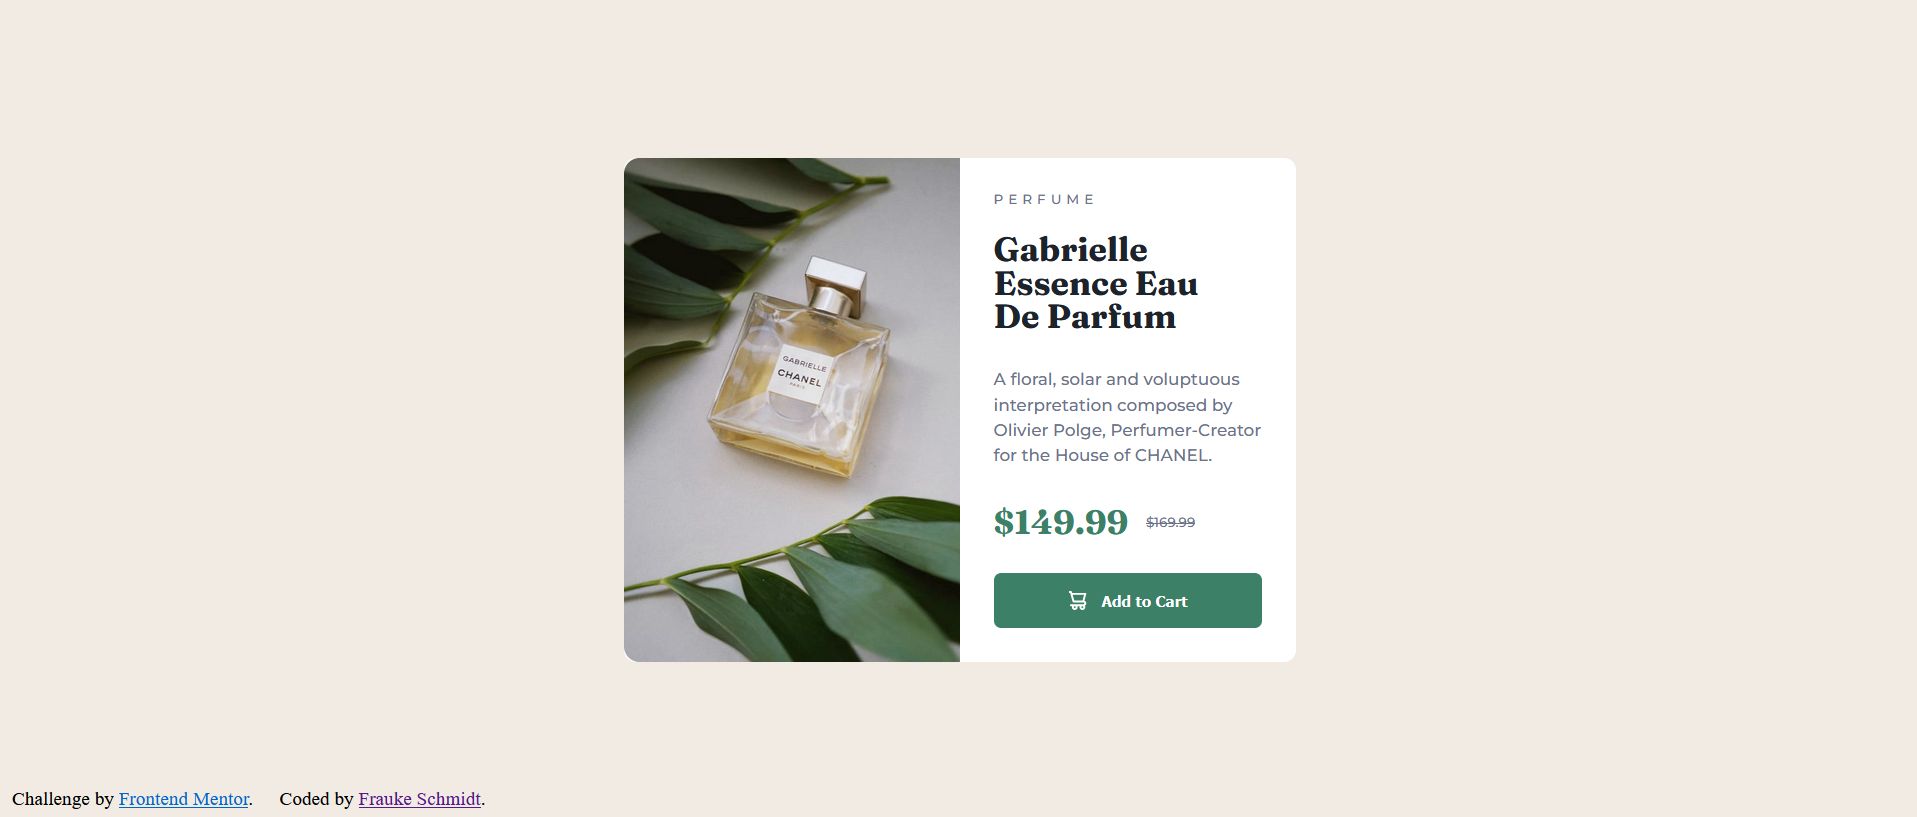 GABRIELLE
CHANEL
PARIS
PERFUME
Gabrielle
Essence Eau
De Parfum
A floral, solar and voluptuous
interpretation composed by
Olivier Polge, Perfumer-Creator
for the House of CHANEL.
$149.99 $169.99
Add to Cart
Challenge by Frontend Mentor. Coded by Frauke Schmidt.